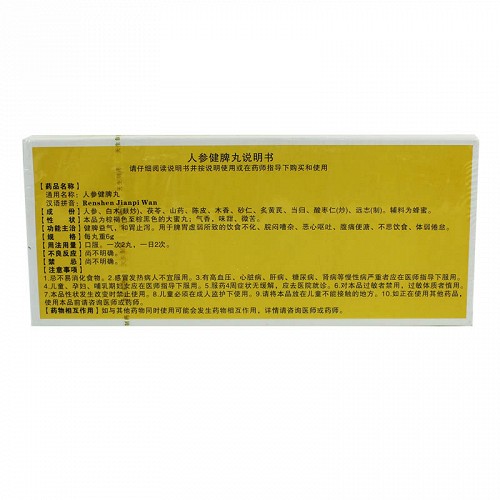 人参健脾丸说明书
请仔细阅读说明书并按说明使用或在药师指导下购买和使用
【药品名称】
通用名称：人参健脾丸
汉语拼音：Renshen Jianpi Wan
【成　　份】人参、白术(麸炒)、茯苓、山药、陈皮、木香、砂仁、炙黄芪、当归、酸枣仁(炒)、远志(制)。辅料为蜂蜜。
【性　　状】本品为棕褐色至棕黑色的大蜜丸；气香，味甜、微苦。
【功能主治】健脾益气，和胃止泻。用于脾胃虚弱所致的饮食不化、脘闷嘈杂、恶心呕吐、腹痛便溏、不思饮食、体弱倦怠。
【规　　格】每丸重6g
【用法用量】口服。一次2丸，一日2次。
【不良反应】尚不明确。
【禁　　忌】尚不明确。
【注意事项】
1.忌不易消化食物。2.感冒发热病人不宜服用。3.有高血压、心脏病、肝病、糖尿病、肾病等慢性病严重者应在医师指导下服用。
4.儿童、孕妇、哺乳期妇女应在医师指导下服用。5.服药4周症状无缓解，应去医院就诊。6.对本品过敏者禁用，过敏体质者慎用。
7.本品性状发生改变时禁止使用。8.儿童必须在成人监护下使用。9.请将本品放在儿童不能接触的地方。10.如正在使用其他药品，
使用本品前请咨询医师或药师。
【药物相互作用】如与其他药物同时使用可能会发生药物相互作用，详情请咨询医师或药师。